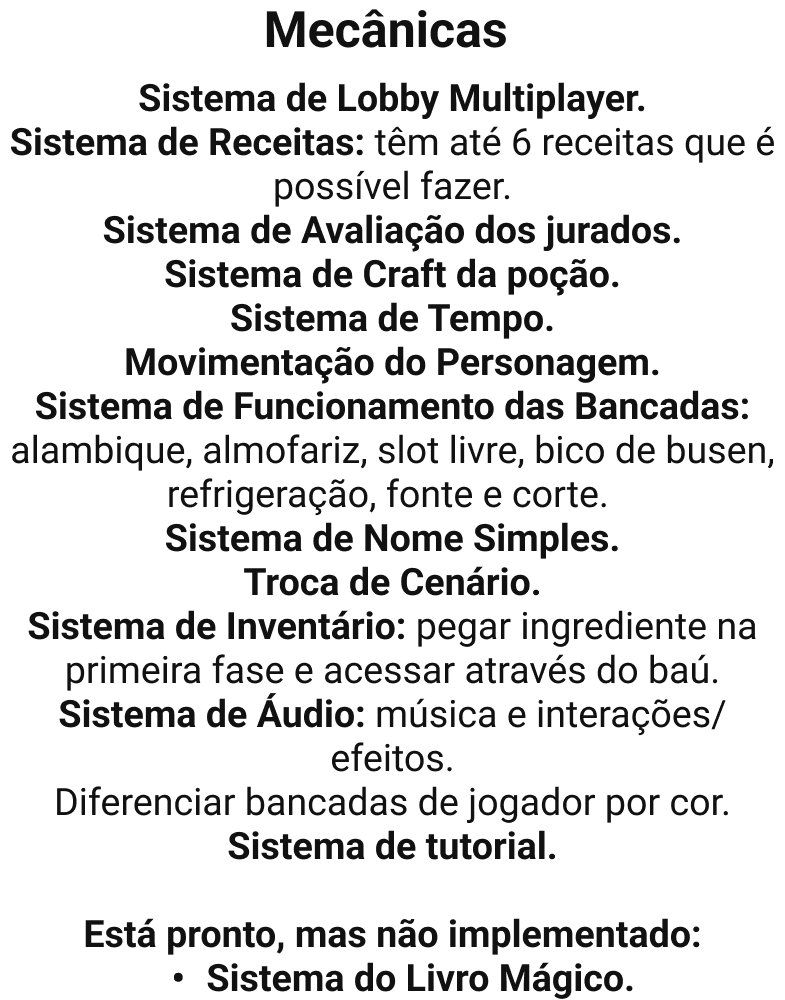 Mecânicas
Sistema de Lobby Multiplayer.
Sistema de Receitas: têm até 6 receitas que é
possível fazer.
Sistema de Avaliação dos jurados.
Sistema de Craft da poção.
Sistema de Tempo.
Movimentação do Personagem.
Sistema de Funcionamento das Bancadas:
alambique, almofariz, slot livre, bico de busen,
refrigeração, fonte e corte.
Sistema de Nome Simples.
Troca de Cenário.
Sistema de Inventário: pegar ingrediente na
primeira fase e acessar através do baú.
Sistema de Áudio: música e interações/
efeitos.
Diferenciar bancadas de jogador por cor.
Sistema de tutorial.
Está pronto, mas não implementado:
• Sistema do Livro Mágico.